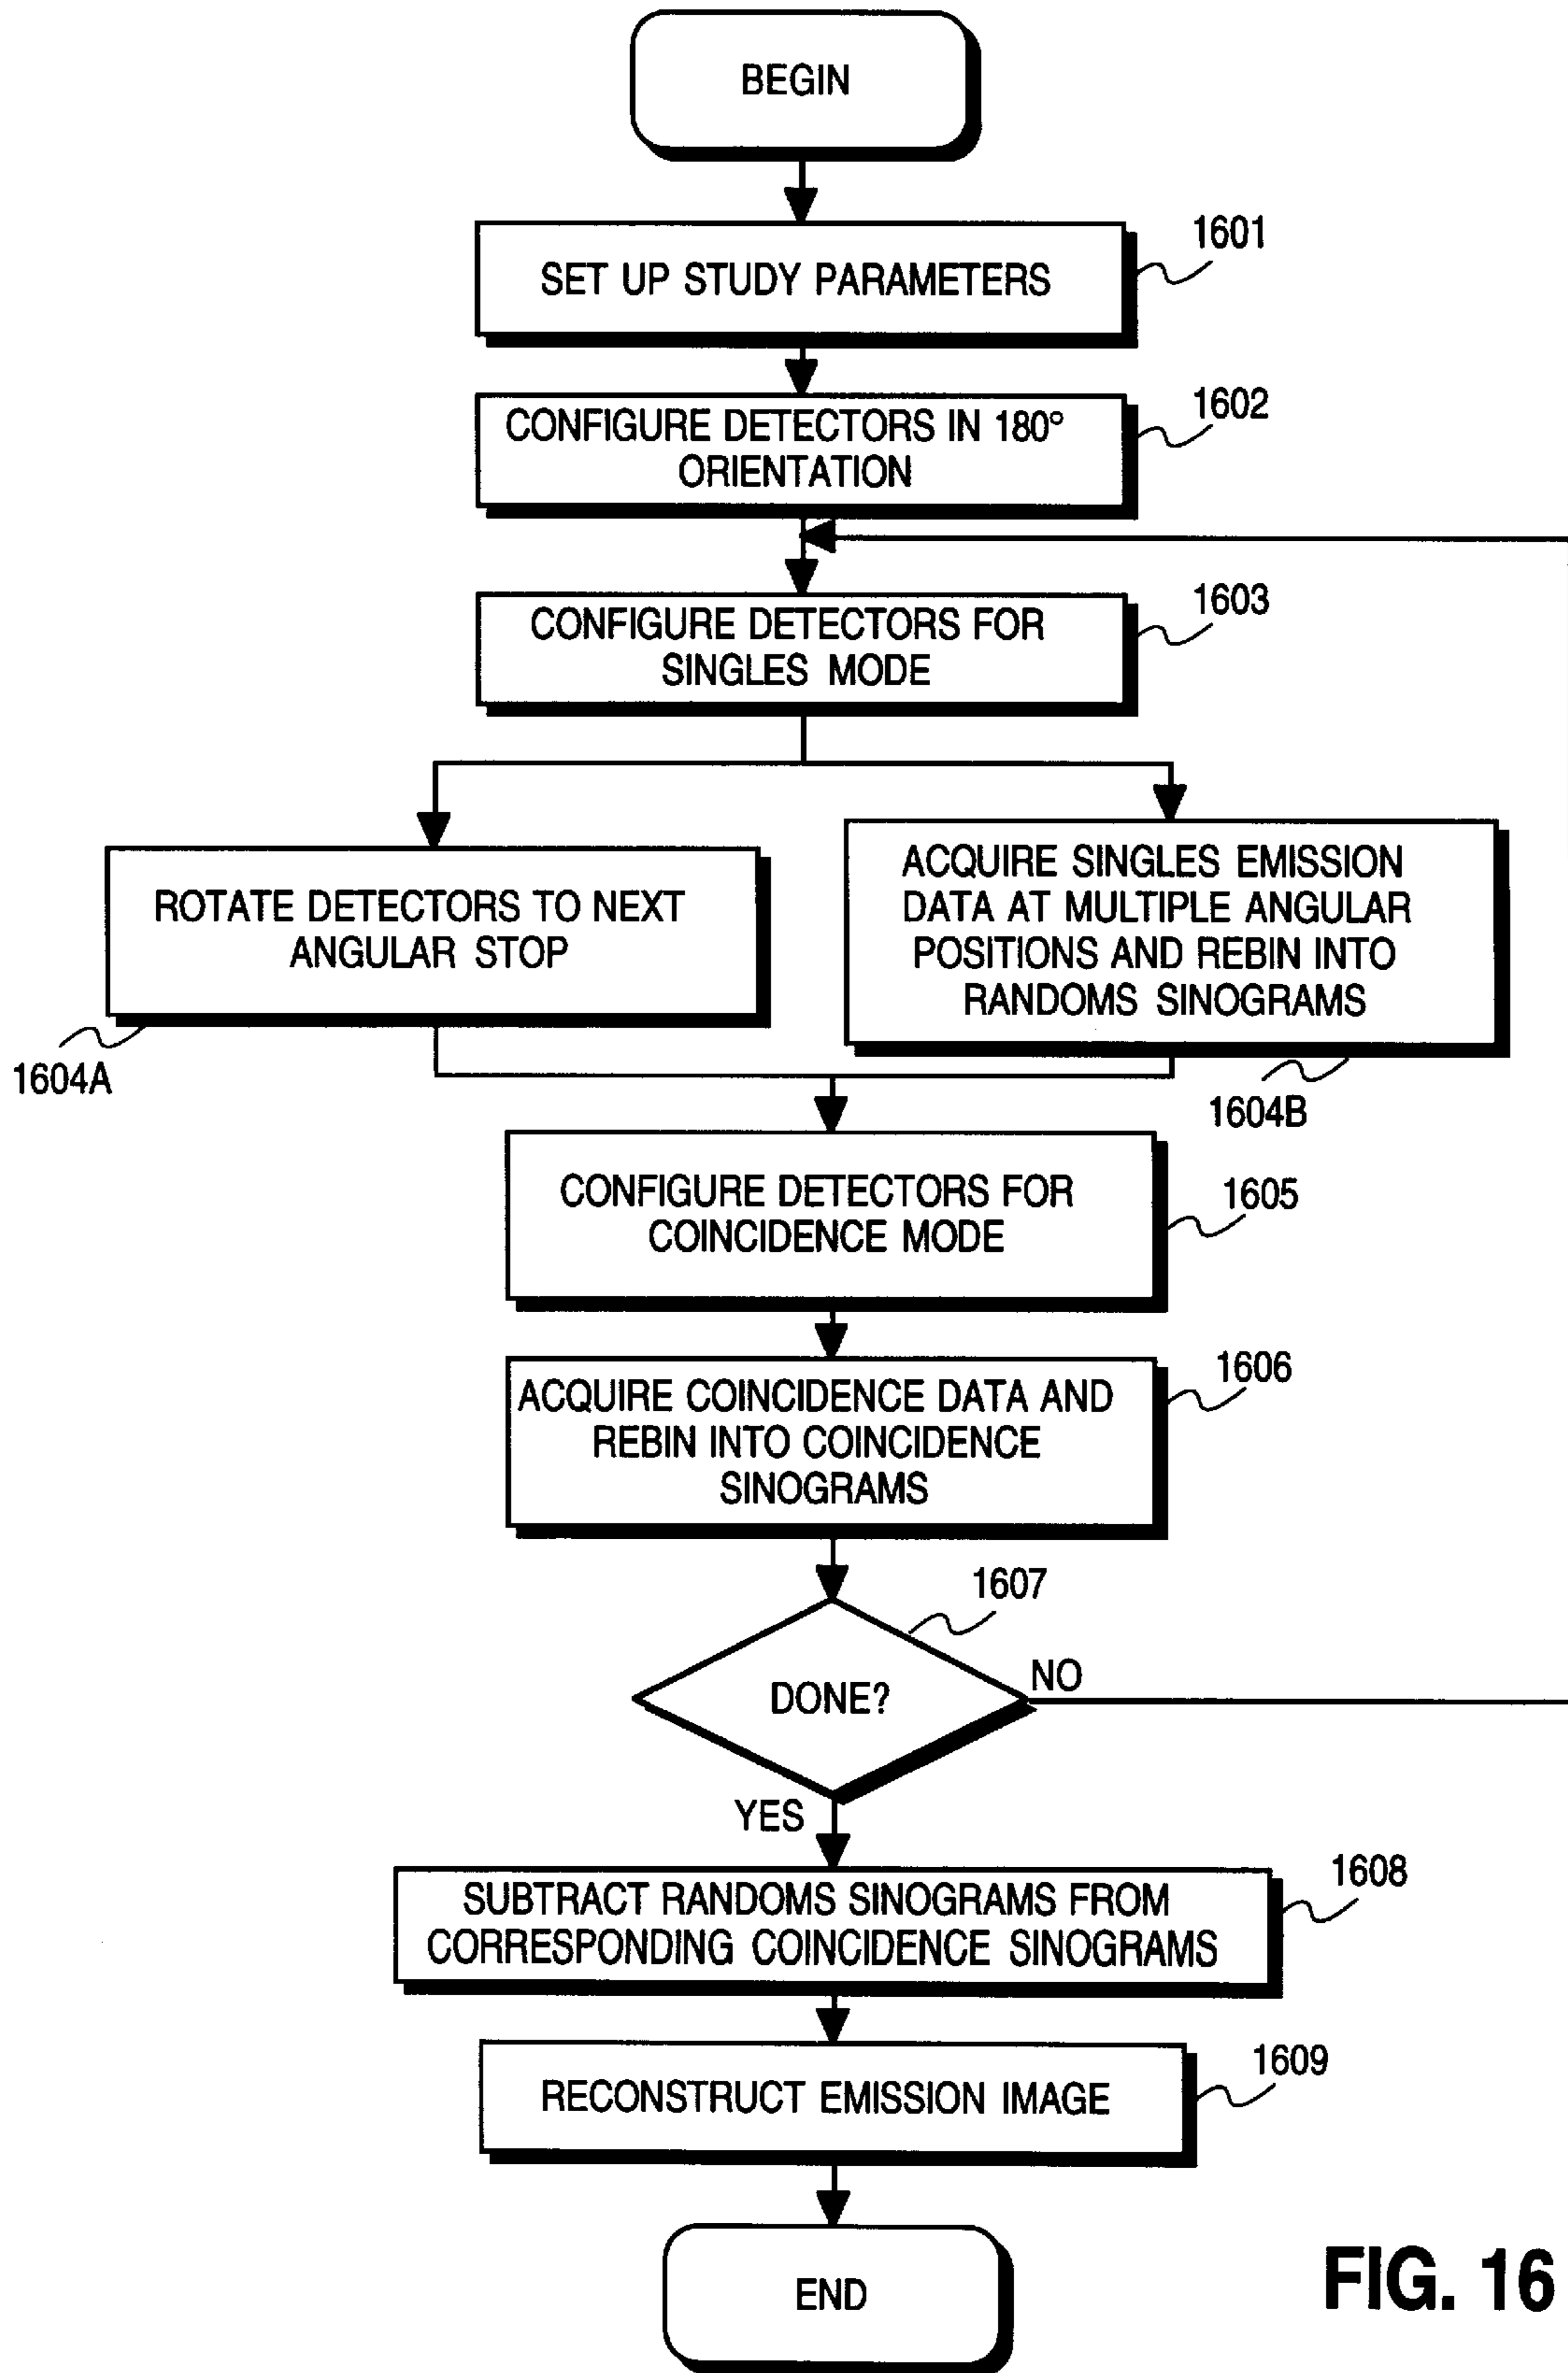 BEGIN
SET UP STUDY PARAMETERS
1601
CONFIGURE DETECTORS IN 180°
ORIENTATION
1602
CONFIGURE DETECTORS FOR
SINGLES MODE
1603
ROTATE DETECTORS TO NEXT
ANGULAR STOP
1604A
ACQUIRE SINGLES EMISSION
DATA AT MULTIPLE ANGULAR
POSITIONS AND REBIN INTO
RANDOMS SINOGRAMS
1604B
CONFIGURE DETECTORS FOR
COINCIDENCE MODE
1605
ACQUIRE COINCIDENCE DATA AND
REBIN INTO COINCIDENCE
SINOGRAMS
1606
1607
DONE?
NO
YES
SUBTRACT RANDOMS SINOGRAMS FROM
CORRESPONDING COINCIDENCE SINOGRAMS
1608
RECONSTRUCT EMISSION IMAGE
1609
END
FIG. 16